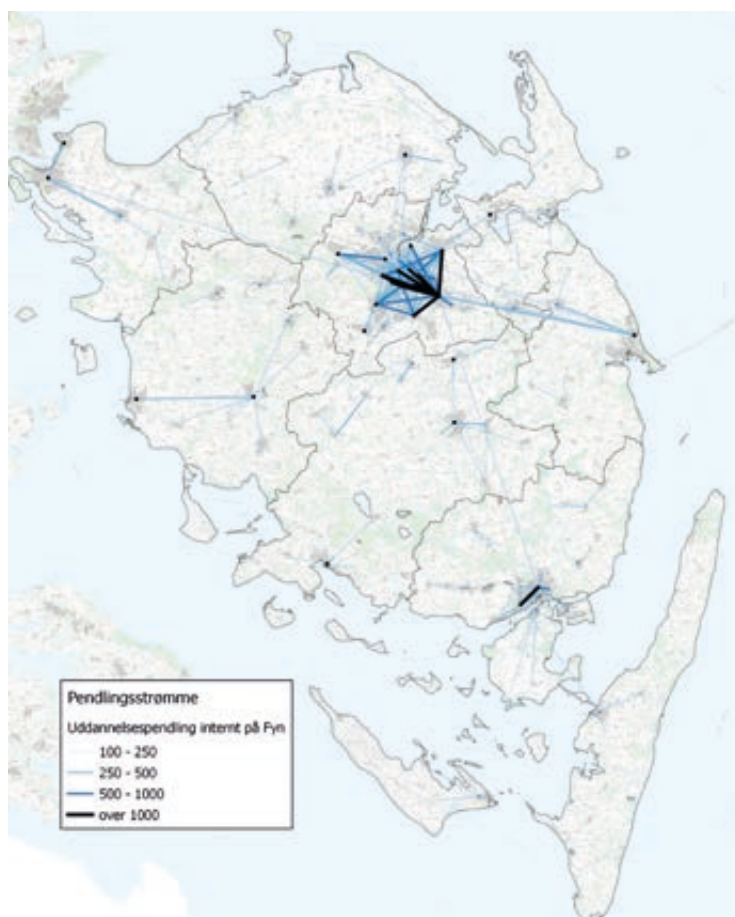 Pendlingsstrømme
Uddannelsespendling internt på Fyn
100 - 250
250 - 500
500 - 1000
over 1000